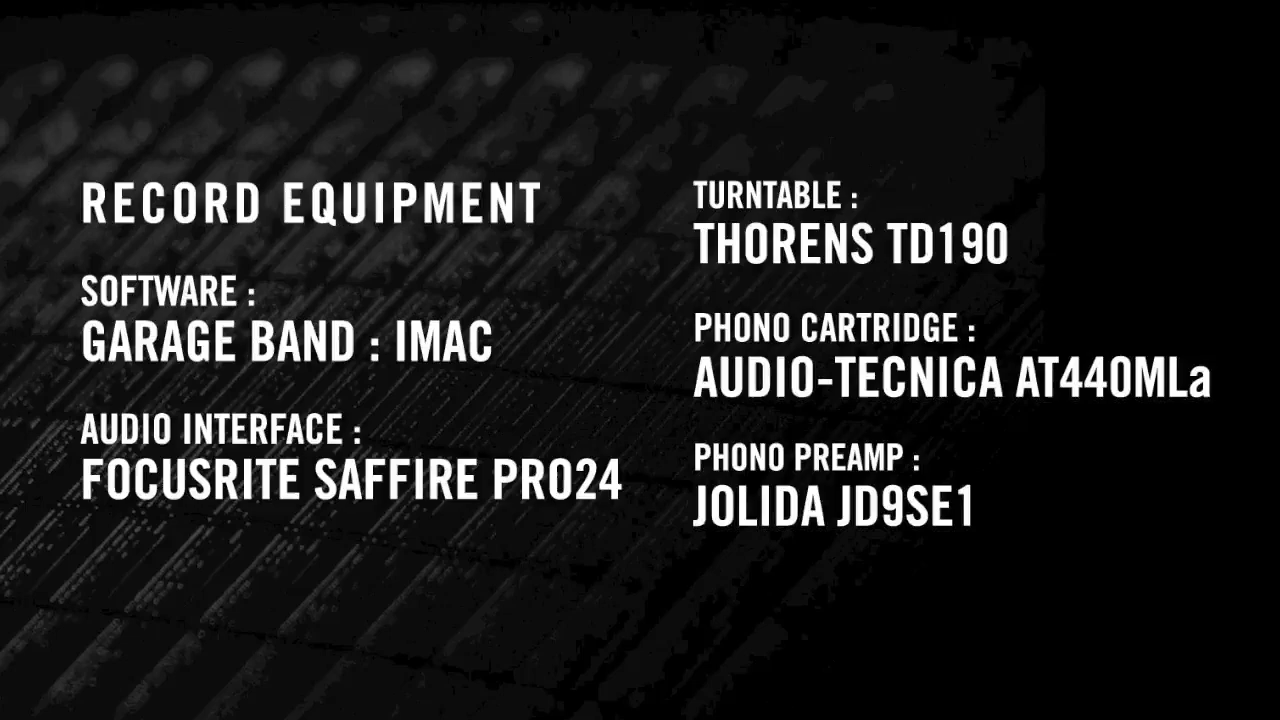 RECORD EQUIPMENT
SOFTWARE :
GARAGE BAND : IMAC
AUDIO INTERFACE :
FOCUSRITE SAFFIRE PRO24
TURNTABLE :
THORENS TD190
PHONO CARTRIDGE :
AUDIO-TECNICA AT440MLa
PHONO PREAMP :
JOLIDA JD9SE1